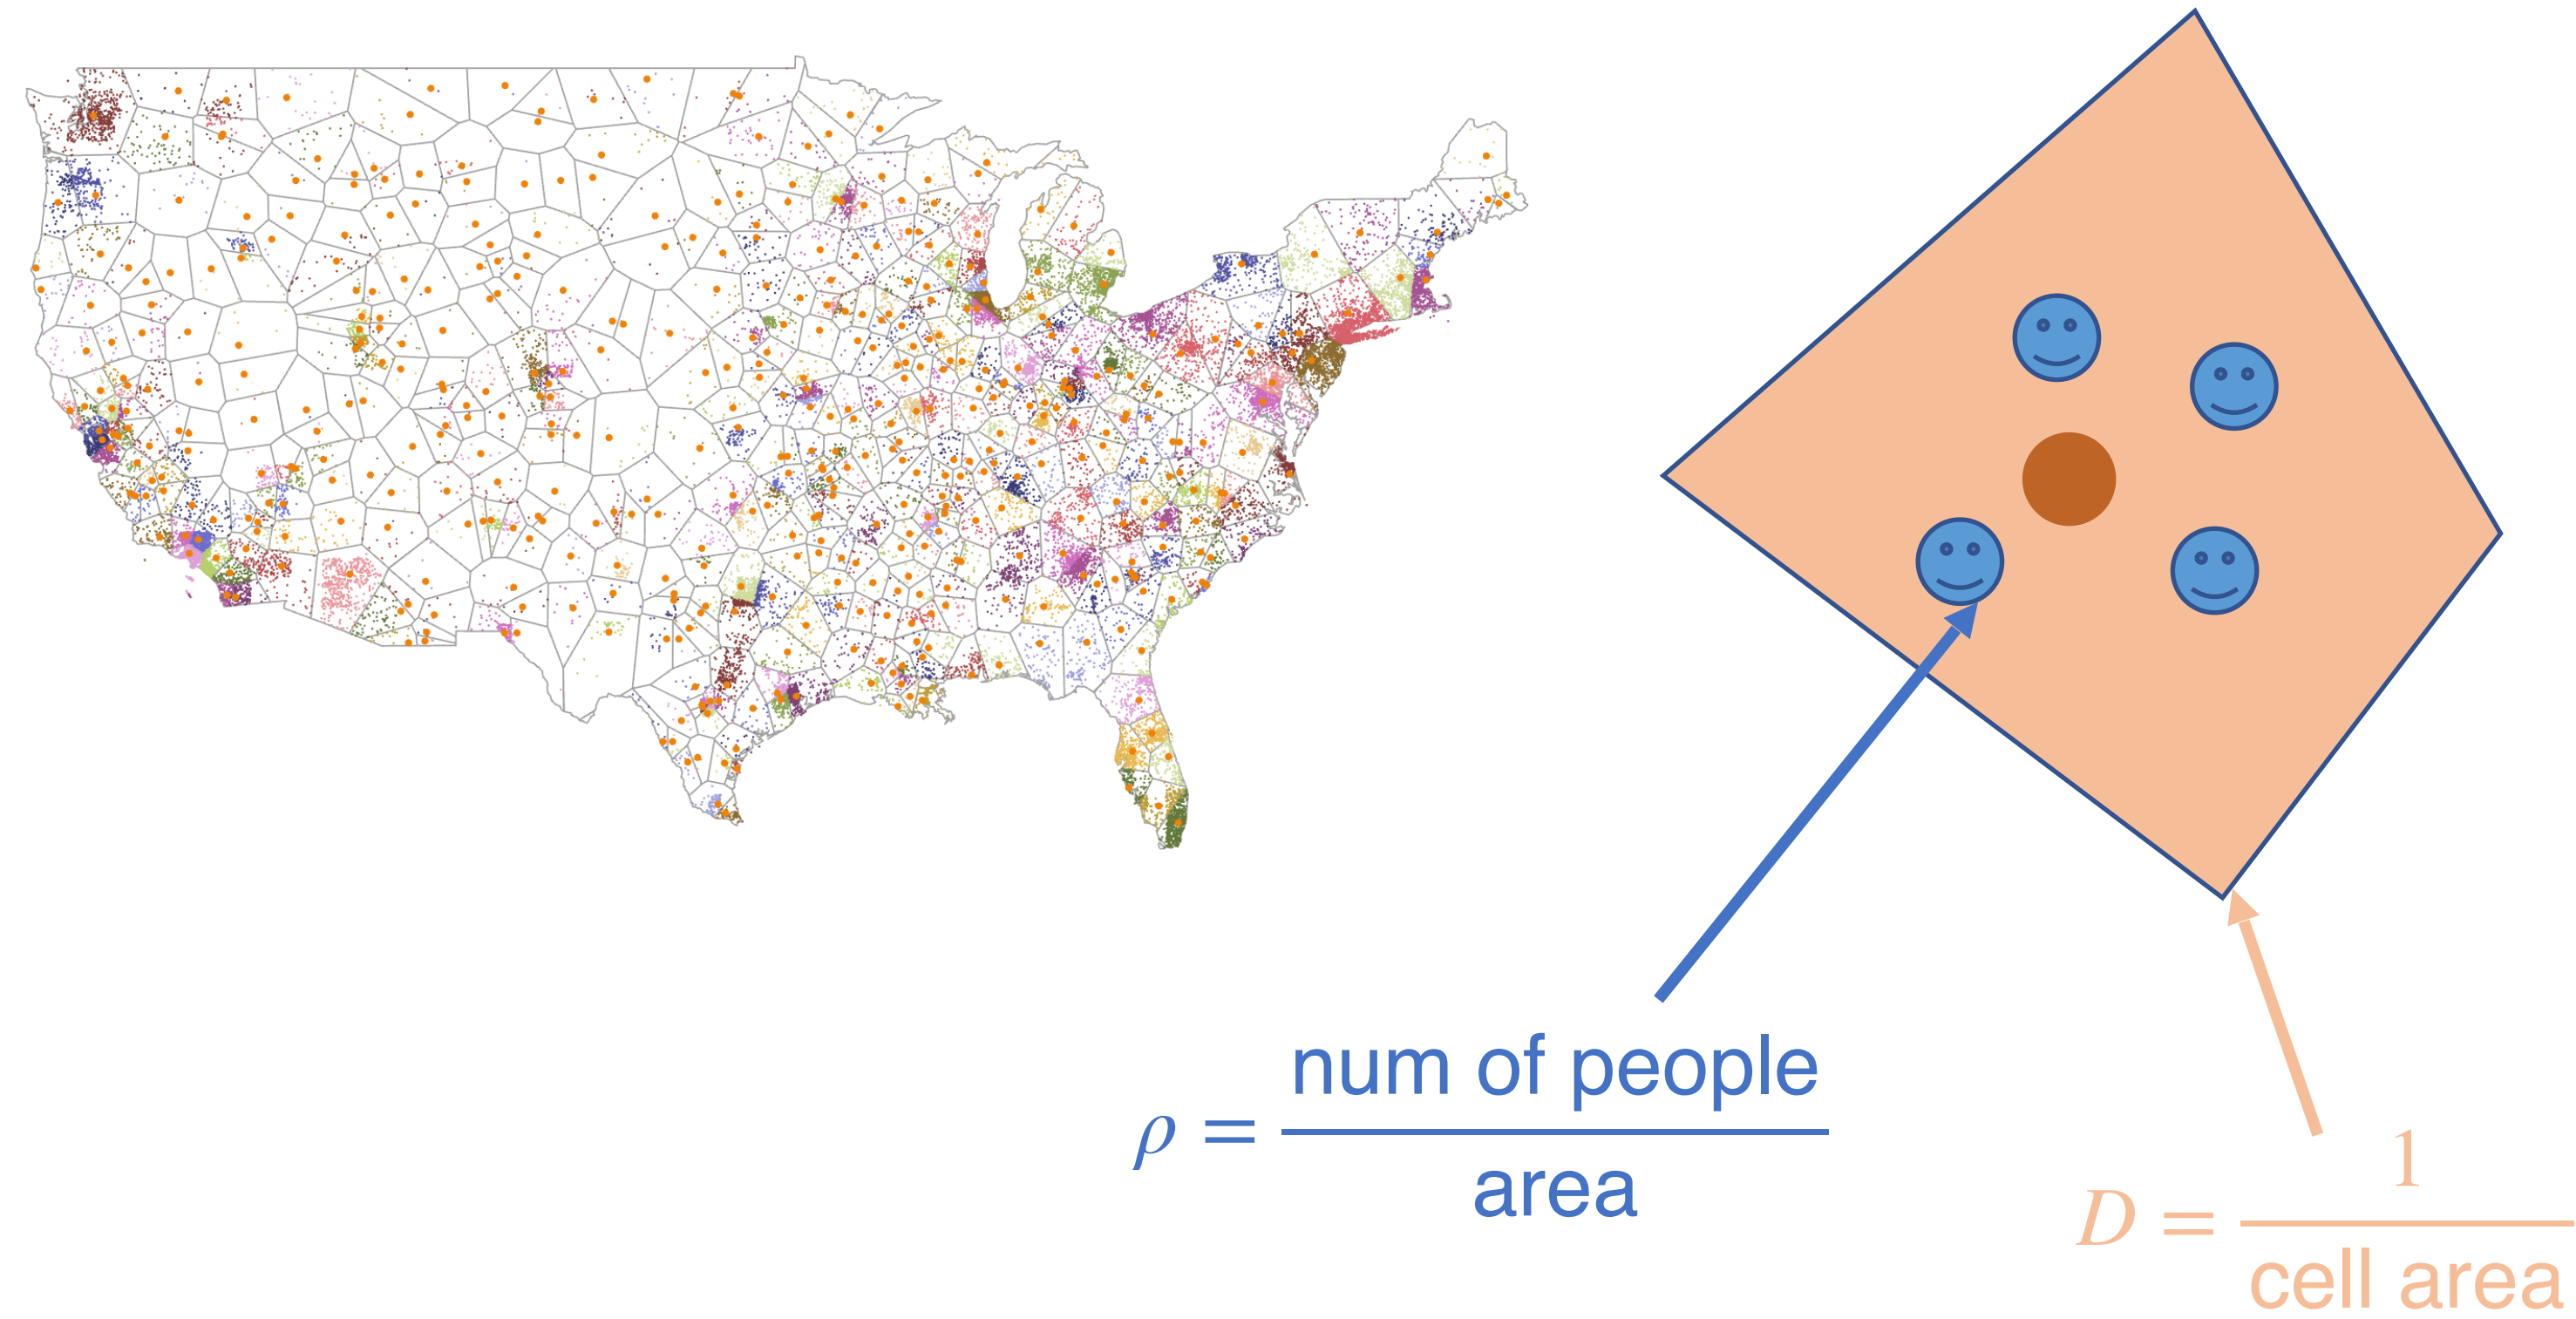 ρ = num of people
area
D = 1
cell area